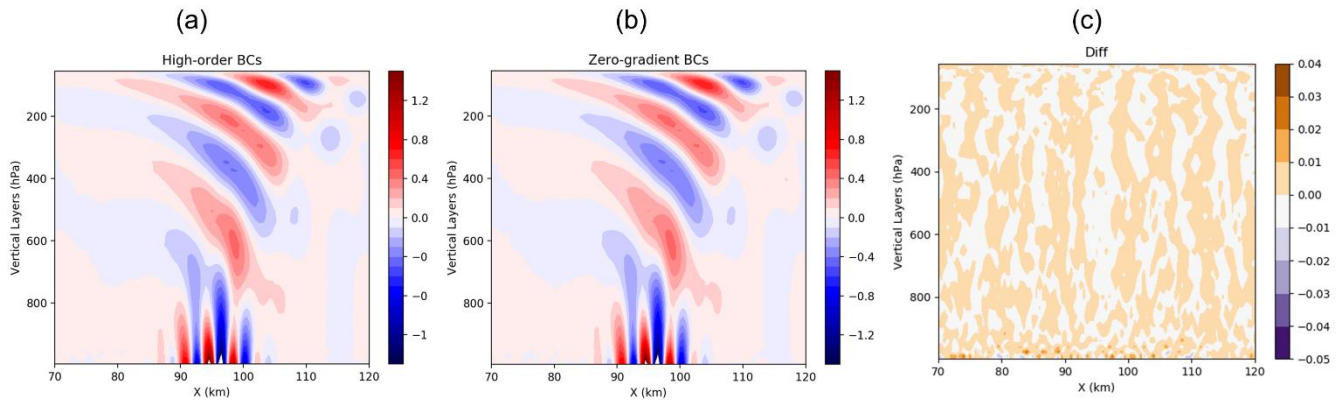 (a)
High-order BCs
Vertical Layers (hPa)
200
400
600
800
70 80 90 100 110 120
X (km)
1.2
0.8
0.4
0.0
−0.4
−0
−1
(b)
Zero-gradient BCs
Vertical Layers (hPa)
200
400
600
800
70 80 90 100 110 120
X (km)
1.2
0.8
0.4
0.0
−0.4
−0.8
−1.2
(c)
Diff
Vertical Layers (hPa)
200
400
600
800
70 80 90 100 110 120
X (km)
0.04
0.03
0.02
0.01
0.00
−0.01
−0.02
−0.03
−0.04
−0.05